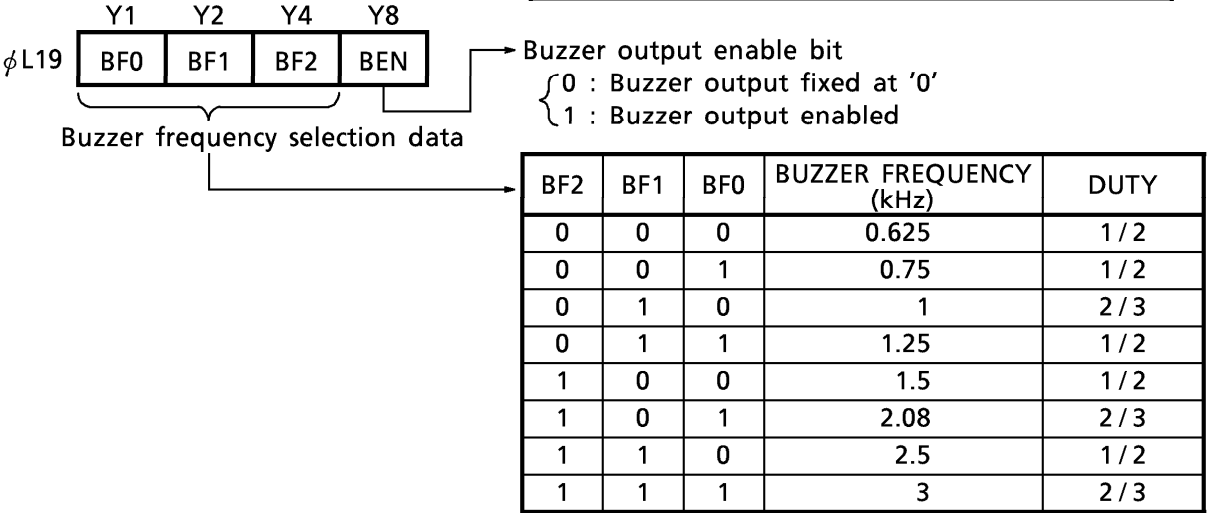 Y1 Y2 Y4 Y8
ϕL19 BF0 BF1 BF2 BEN
Buzzer output enable bit
0 : Buzzer output fixed at '0'
1 : Buzzer output enabled
Buzzer frequency selection data
BF2 BF1 BF0 BUZZER FREQUENCY (kHz) DUTY
0 0 0 0.625 1 / 2
0 0 1 0.75 1 / 2
0 1 0 1 2 / 3
0 1 1 1.25 1 / 2
1 0 0 1.5 1 / 2
1 0 1 2.08 2 / 3
1 1 0 2.5 1 / 2
1 1 1 3 2 / 3